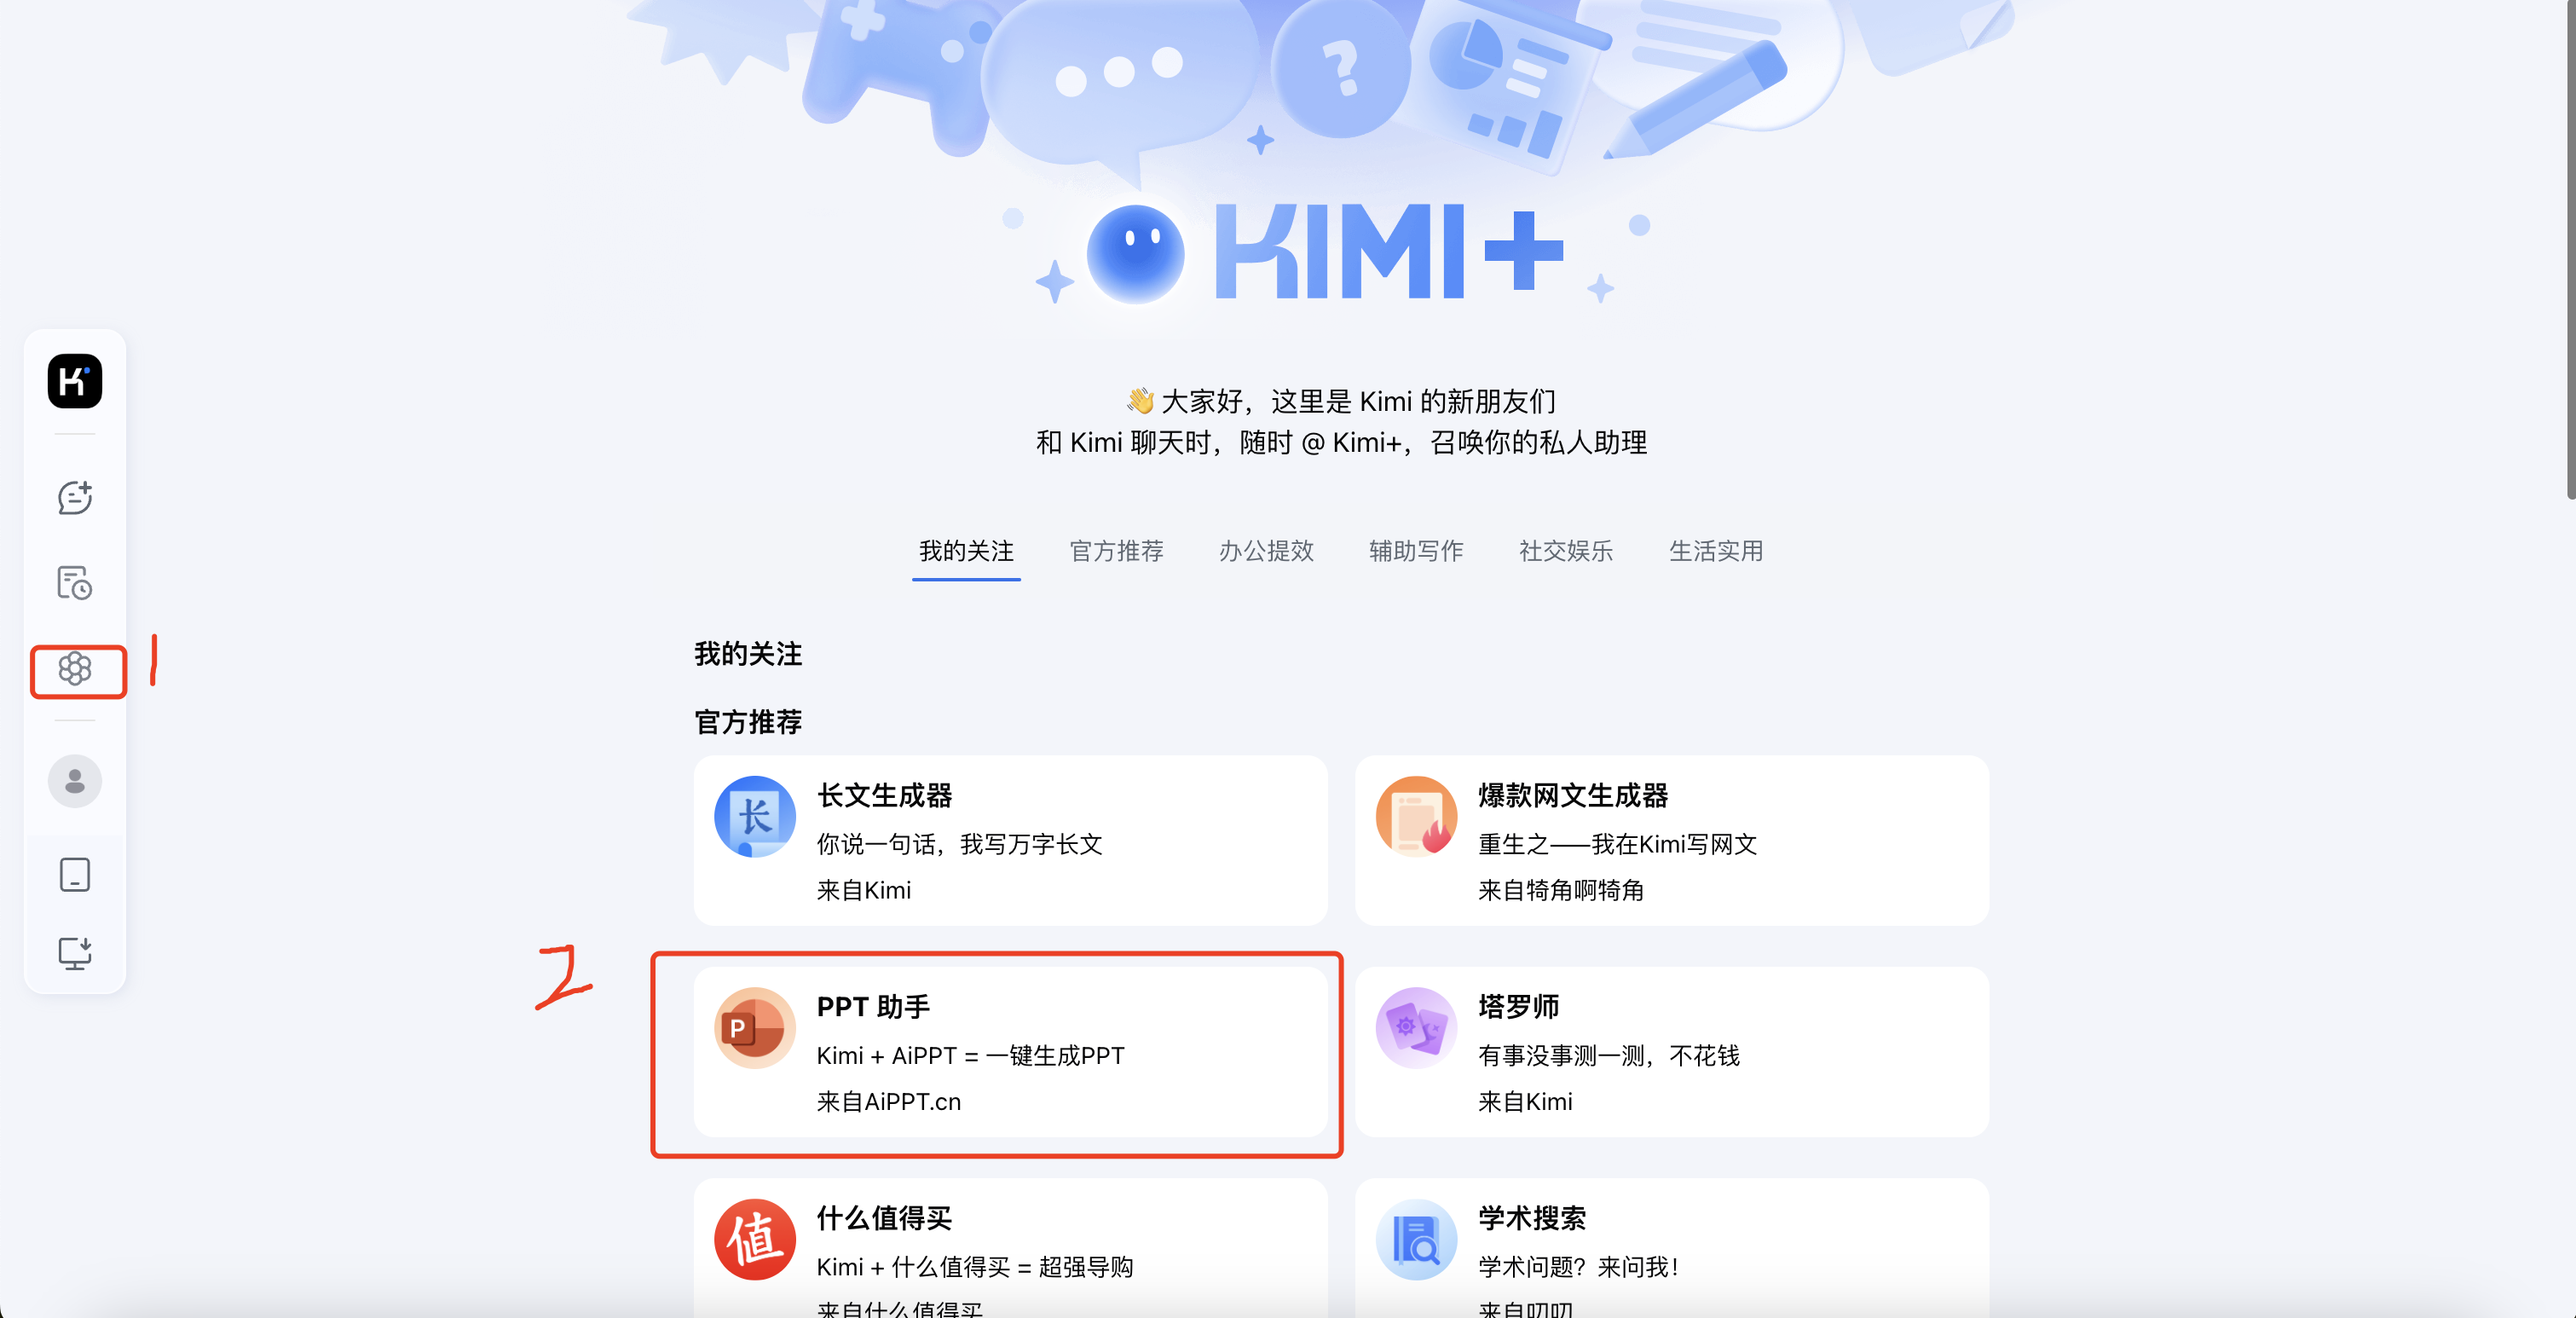 ?
KIMI+
K
👋 大家好，这里是 Kimi 的新朋友们
和 Kimi 聊天时，随时 @ Kimi+，召唤你的私人助理
我的关注 官方推荐 办公提效 辅助写作 社交娱乐 生活实用
1
我的关注
官方推荐
长
长文生成器
你说一句话，我写万字长文
来自Kimi
爆款网文生成器
重生之——我在Kimi写网文
来自犄角啊犄角
2
P
PPT 助手
Kimi + AiPPT = 一键生成PPT
来自AiPPT.cn
塔罗师
有事没事测一测，不花钱
来自Kimi
值
什么值得买
Kimi + 什么值得买 = 超强导购
来自什么值得买
学术搜索
学术问题？来问我！
来自叨叨